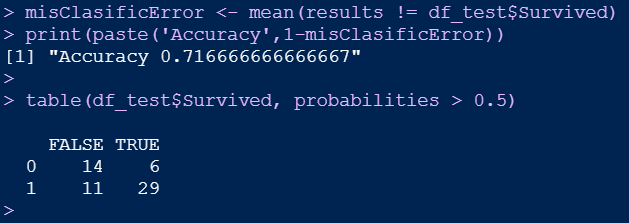 > misClasificError <- mean(results != df_test$Survived)
> print(paste('Accuracy',1-misClasificError))
[1] "Accuracy 0.716666666666667"
>
> table(df_test$Survived, probabilities > 0.5)
FALSE TRUE
0 14 6
1 11 29
>